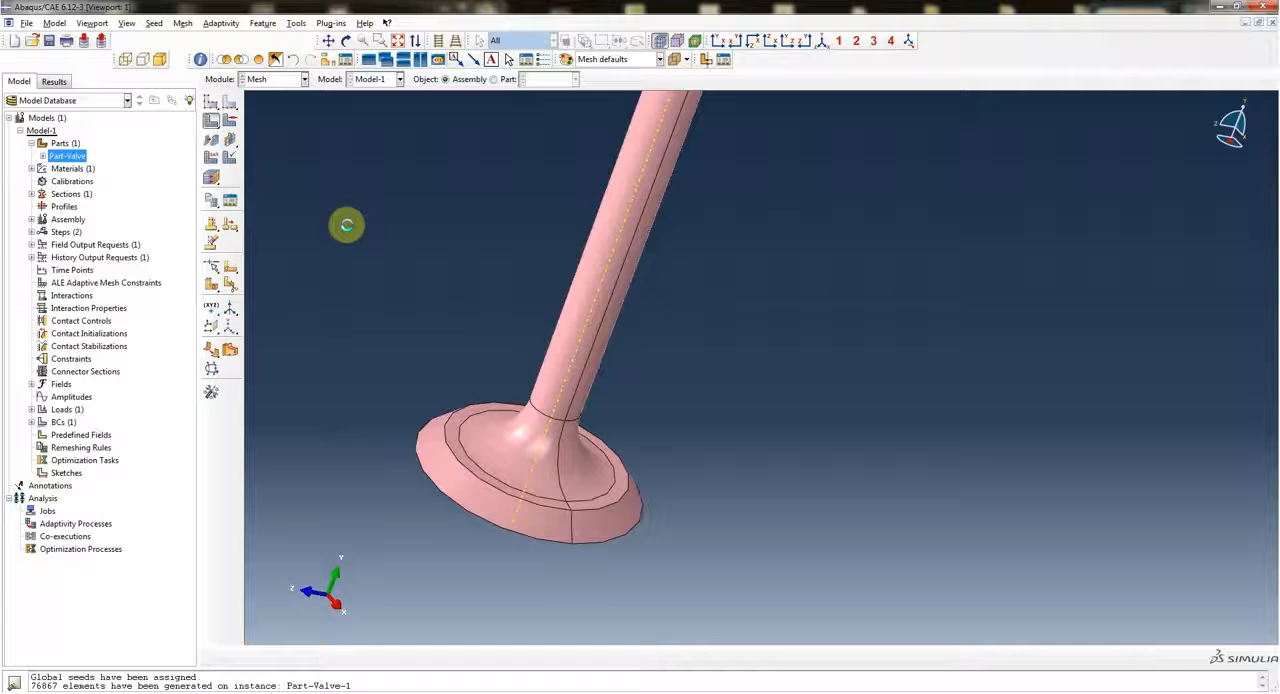 Abaqus/CAE 6.12-3 [Viewport: 1]
File Model Viewport View Seed Mesh Adaptivity Feature Tools Plug-ins Help
All 1 2 3 4
A Mesh defaults
Model Results Module: Mesh Model: Model-1 Object: Assembly Part:
Model Database
Models (1)
Model-1
Parts (1)
Part-Valve
Materials (1)
Calibrations
Sections (1)
Profiles
Assembly
Steps (2)
Field Output Requests (1)
History Output Requests (1)
Time Points
ALE Adaptive Mesh Constraints
Interactions
Interaction Properties
Contact Controls
Contact Initializations
Contact Stabilizations
Constraints
Connector Sections
Fields
Amplitudes
Loads (1)
BCs (1)
Predefined Fields
Remeshing Rules
Optimization Tasks
Sketches
Annotations
Analysis
Jobs
Adaptivity Processes
Co-executions
Optimization Processes
(XYZ)
Y
Z
X
SIMULIA
Global seeds have been assigned.
76867 elements have been generated on instance: Part-Valve-1